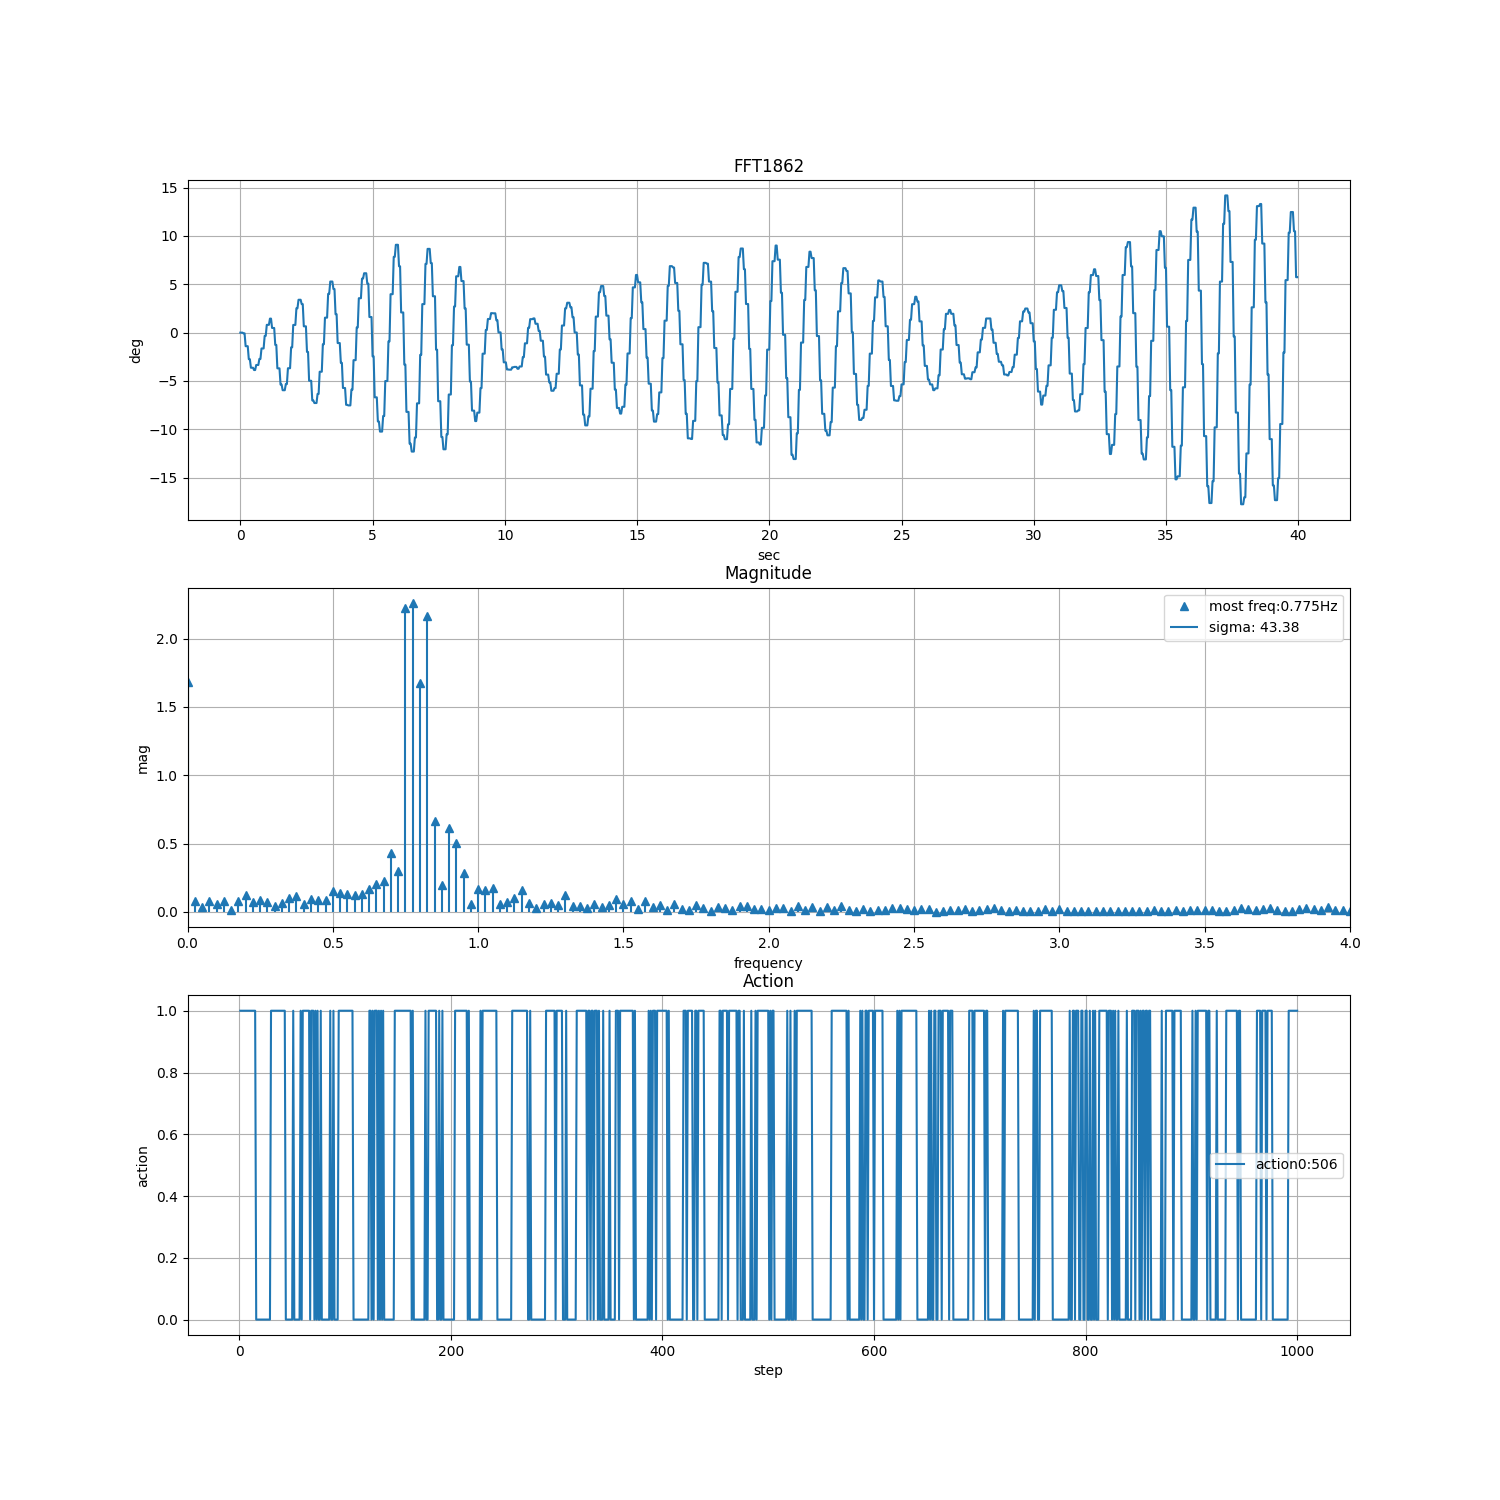 FFT1862
15
10
5
0
−5
−10
−15
deg
0 5 10 15 20 25 30 35 40
sec
Magnitude
most freq:0.775Hz
sigma: 43.38
2.0
1.5
1.0
0.5
0.0
mag
0.0 0.5 1.0 1.5 2.0 2.5 3.0 3.5 4.0
frequency
Action
1.0
0.8
0.6
0.4
0.2
0.0
action
action0:506
0 200 400 600 800 1000
step